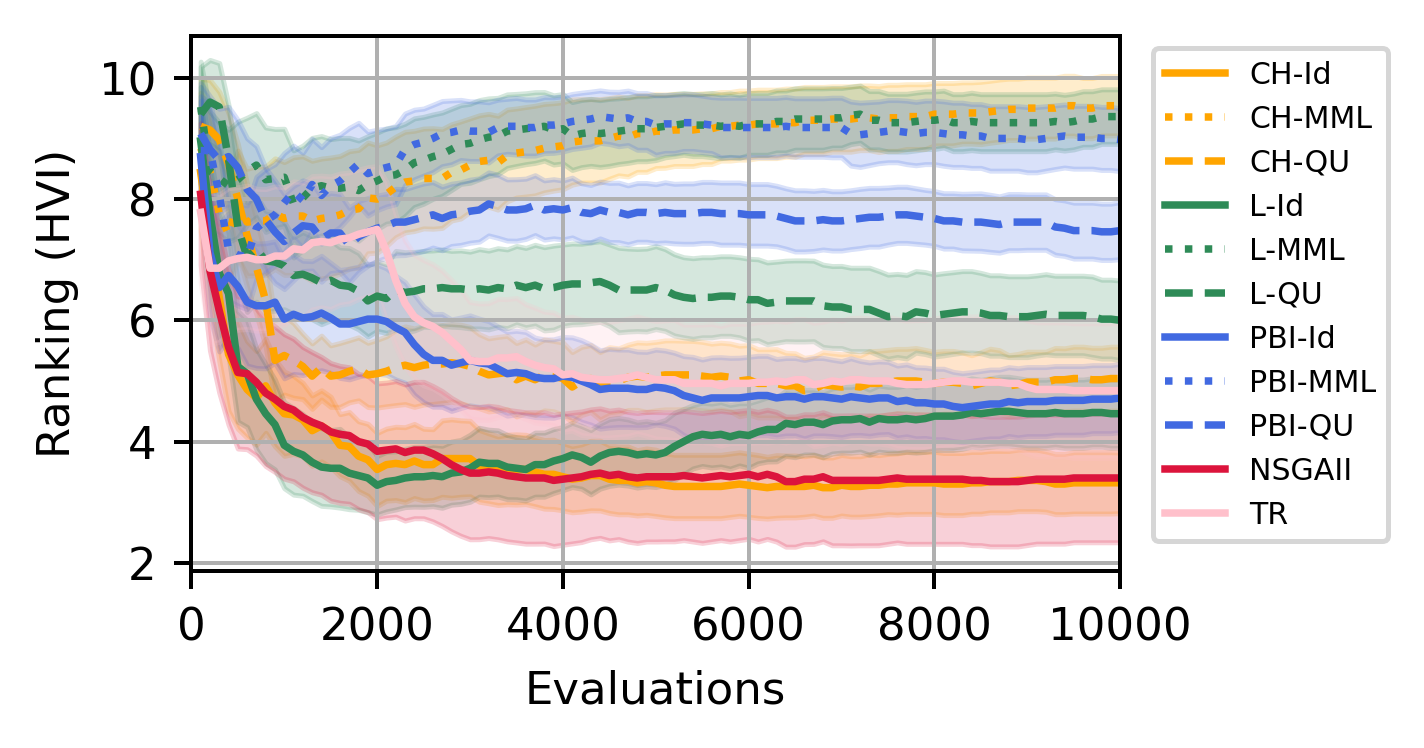 Ranking (HVI)
10
8
6
4
2
0
2000
4000
6000
8000
10000
Evaluations
CH-Id
CH-MML
CH-QU
L-Id
L-MML
L-QU
PBI-Id
PBI-MML
PBI-QU
NSGAII
TR